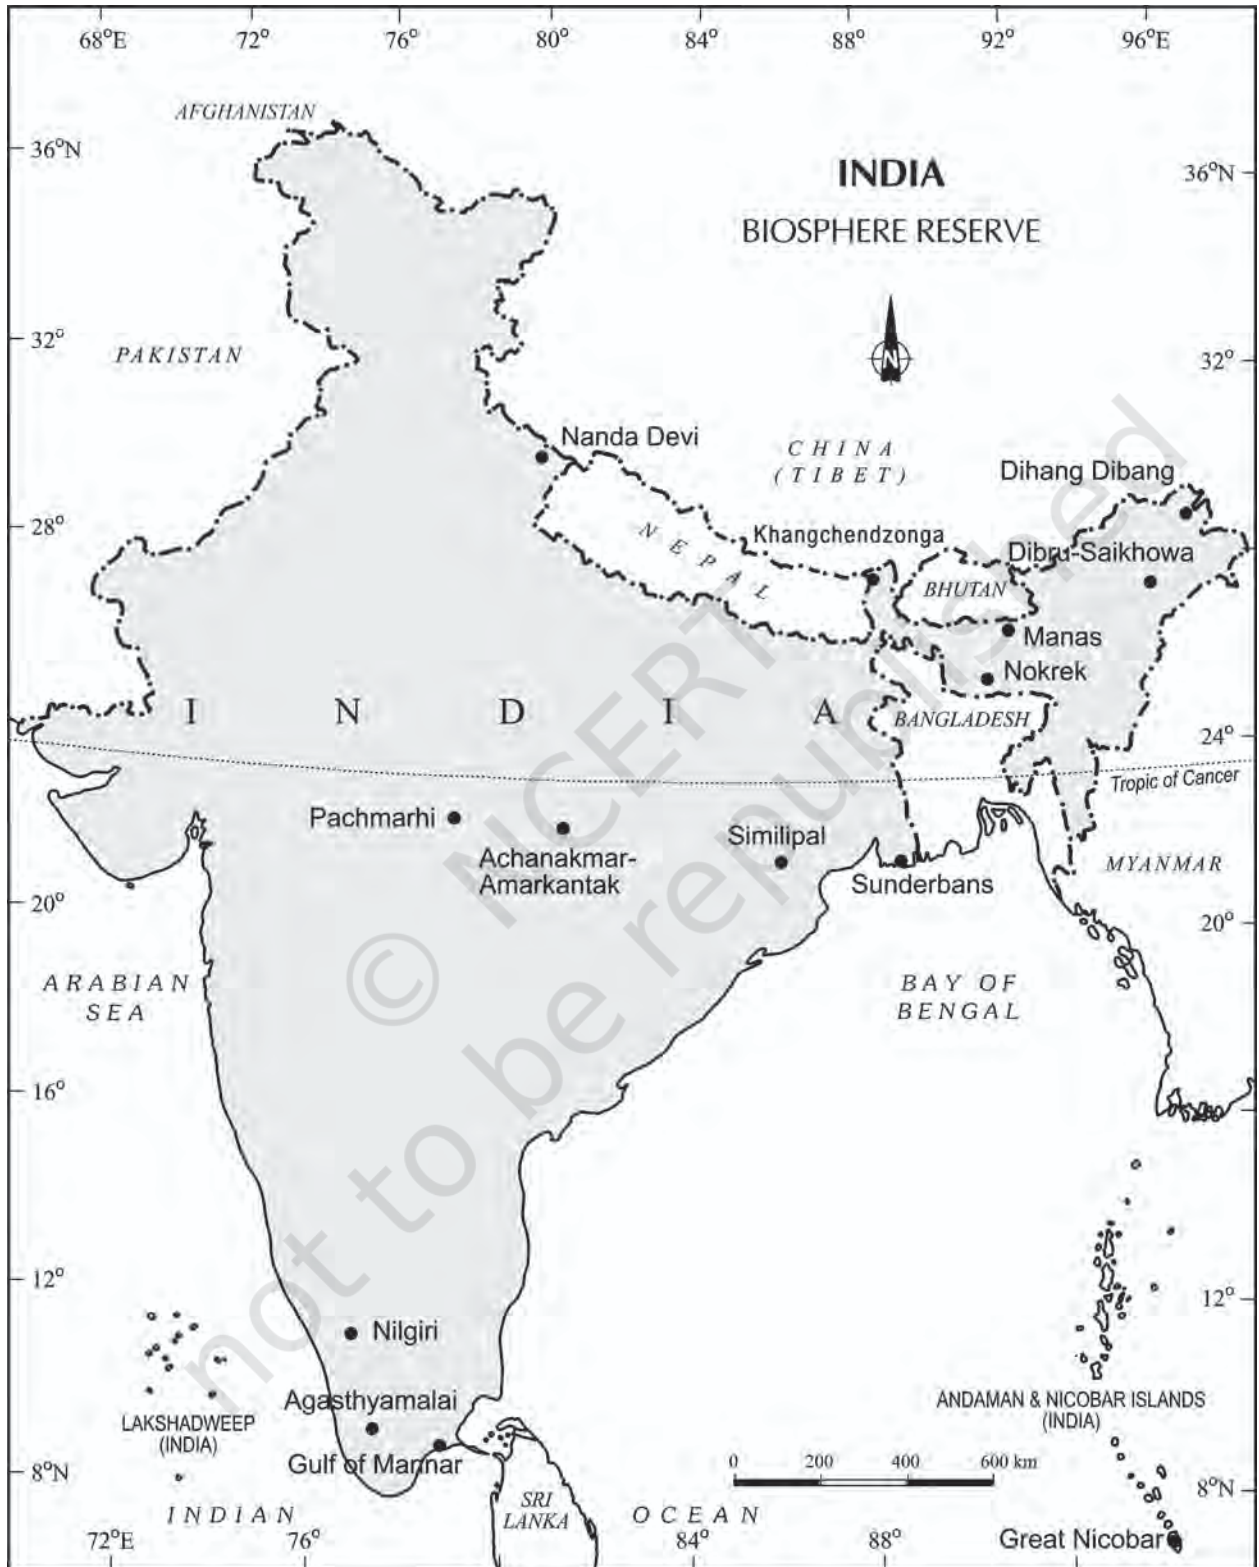 68°E 72° 76° 80° 84° 88° 92° 96°E
AFGHANISTAN
36°N
36°N
INDIA
BIOSPHERE RESERVE
N
32°
32°
PAKISTAN
Nanda Devi
CHINA
(TIBET)
Dihang Dibang
28°
NEPAL
Khangchendzonga
Dibru-Saikhowa
BHUTAN
Manas
Nokrek
INDIA
BANGLADESH
24°
Tropic of Cancer
Pachmarhi
Achanakmar-
Amarkantak
Similipal
Sunderbans
MYANMAR
20°
20°
ARABIAN
SEA
BAY OF
BENGAL
16°
12°
12°
Nilgiri
Agasthyamalai
LAKSHADWEEP
(INDIA)
Gulf of Mannar
ANDAMAN & NICOBAR ISLANDS
(INDIA)
0 200 400 600 km
8°N
8°N
INDIAN
SRI
LANKA
OCEAN
Great Nicobar
72° 76° 84° 88°
© NCERT
not to be republished